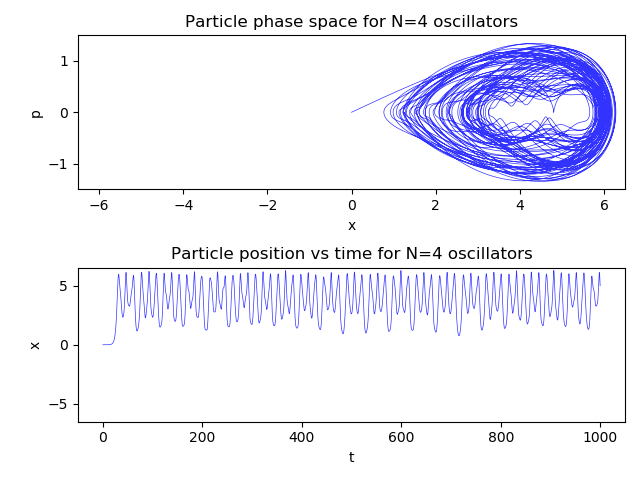 Particle phase space for N=4 oscillators
1
0
−1
p
−6 −4 −2 0 2 4 6
x
Particle position vs time for N=4 oscillators
5
0
−5
x
0 200 400 600 800 1000
t